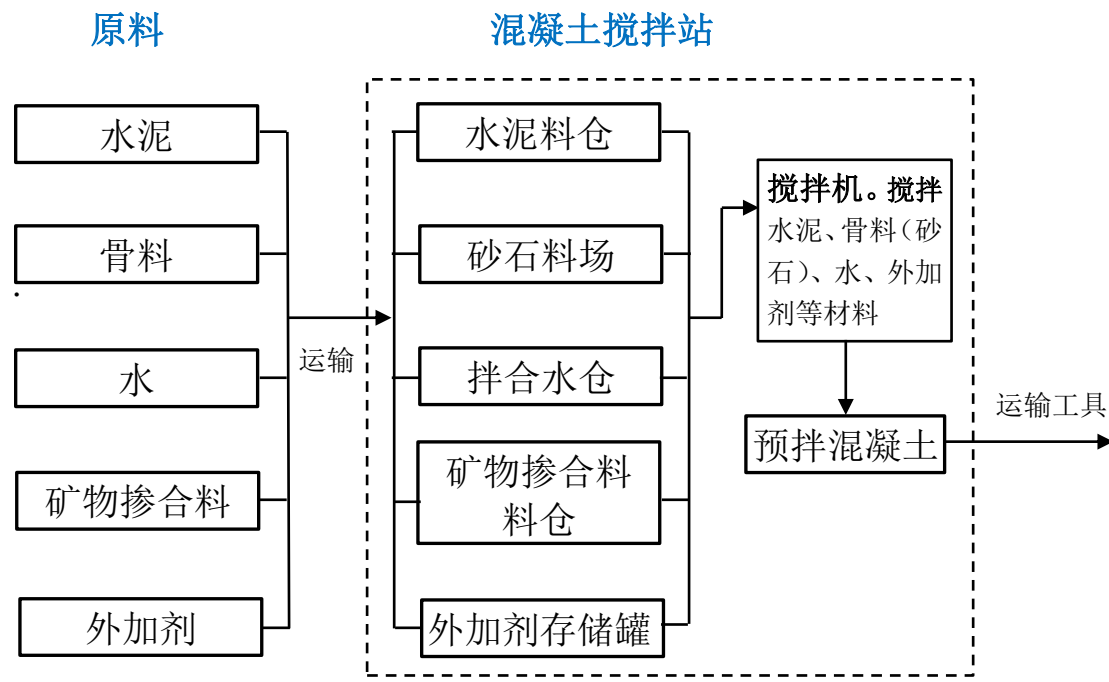 原料
混凝土搅拌站
水泥
骨料
水
矿物掺合料
外加剂
运输
水泥料仓
砂石料场
拌合水仓
矿物掺合料
料仓
外加剂存储罐
搅拌机。搅拌
水泥、骨料（砂
石）、水、外加
剂等材料
预拌混凝土
运输工具